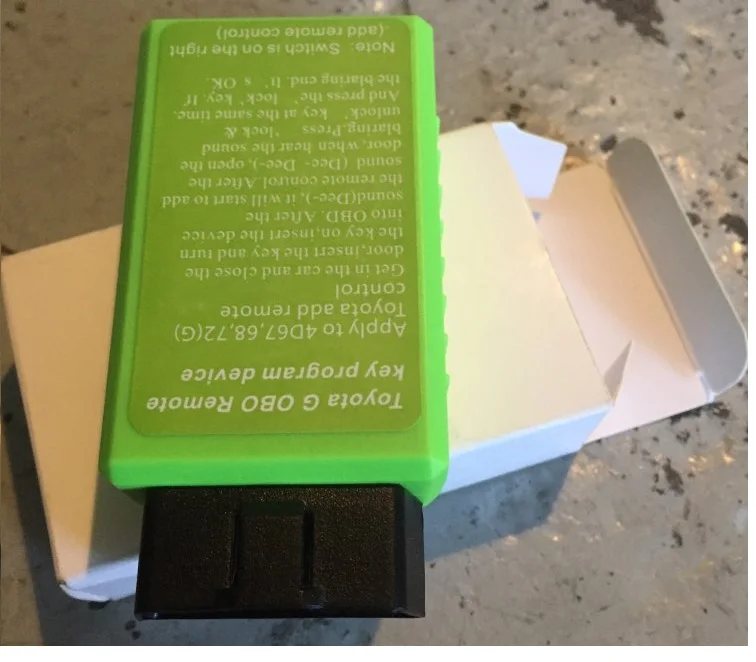 Toyota G OBO Remote
key program device
Apply to 4D67,68,72(G)
Toyota add remote
control
Get in the car and close the
door,insert the key and turn
the key on,insert the device
into OBD. After the
sound(Dee-), it will start to add
the remote control. After the
sound (Dee- Dee-), open the
door, when hear the sound
blaring.Press 'lock' &
unlock' key at the same time.
And press the' lock' key. If
the blaring end. It' s OK.
Note: Switch is on the right
(add remote control)